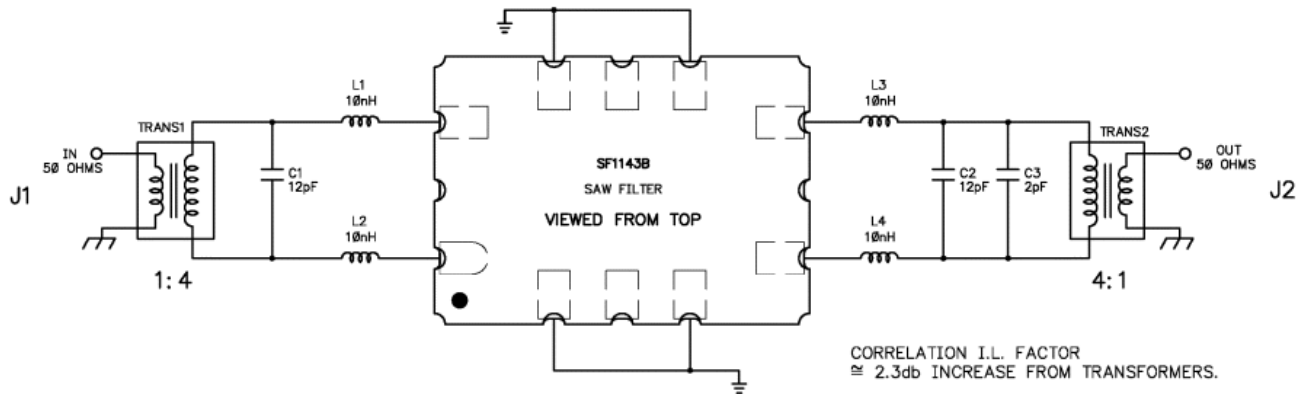 J1
IN
50 OHMS
TRANS1
1:4
C1
12pF
L1
10nH
L2
10nH
SF1143B
SAW FILTER
VIEWED FROM TOP
L3
10nH
L4
10nH
C2
12pF
C3
2pF
TRANS2
4:1
OUT
50 OHMS
J2
CORRELATION I.L. FACTOR
≅ 2.3db INCREASE FROM TRANSFORMERS.